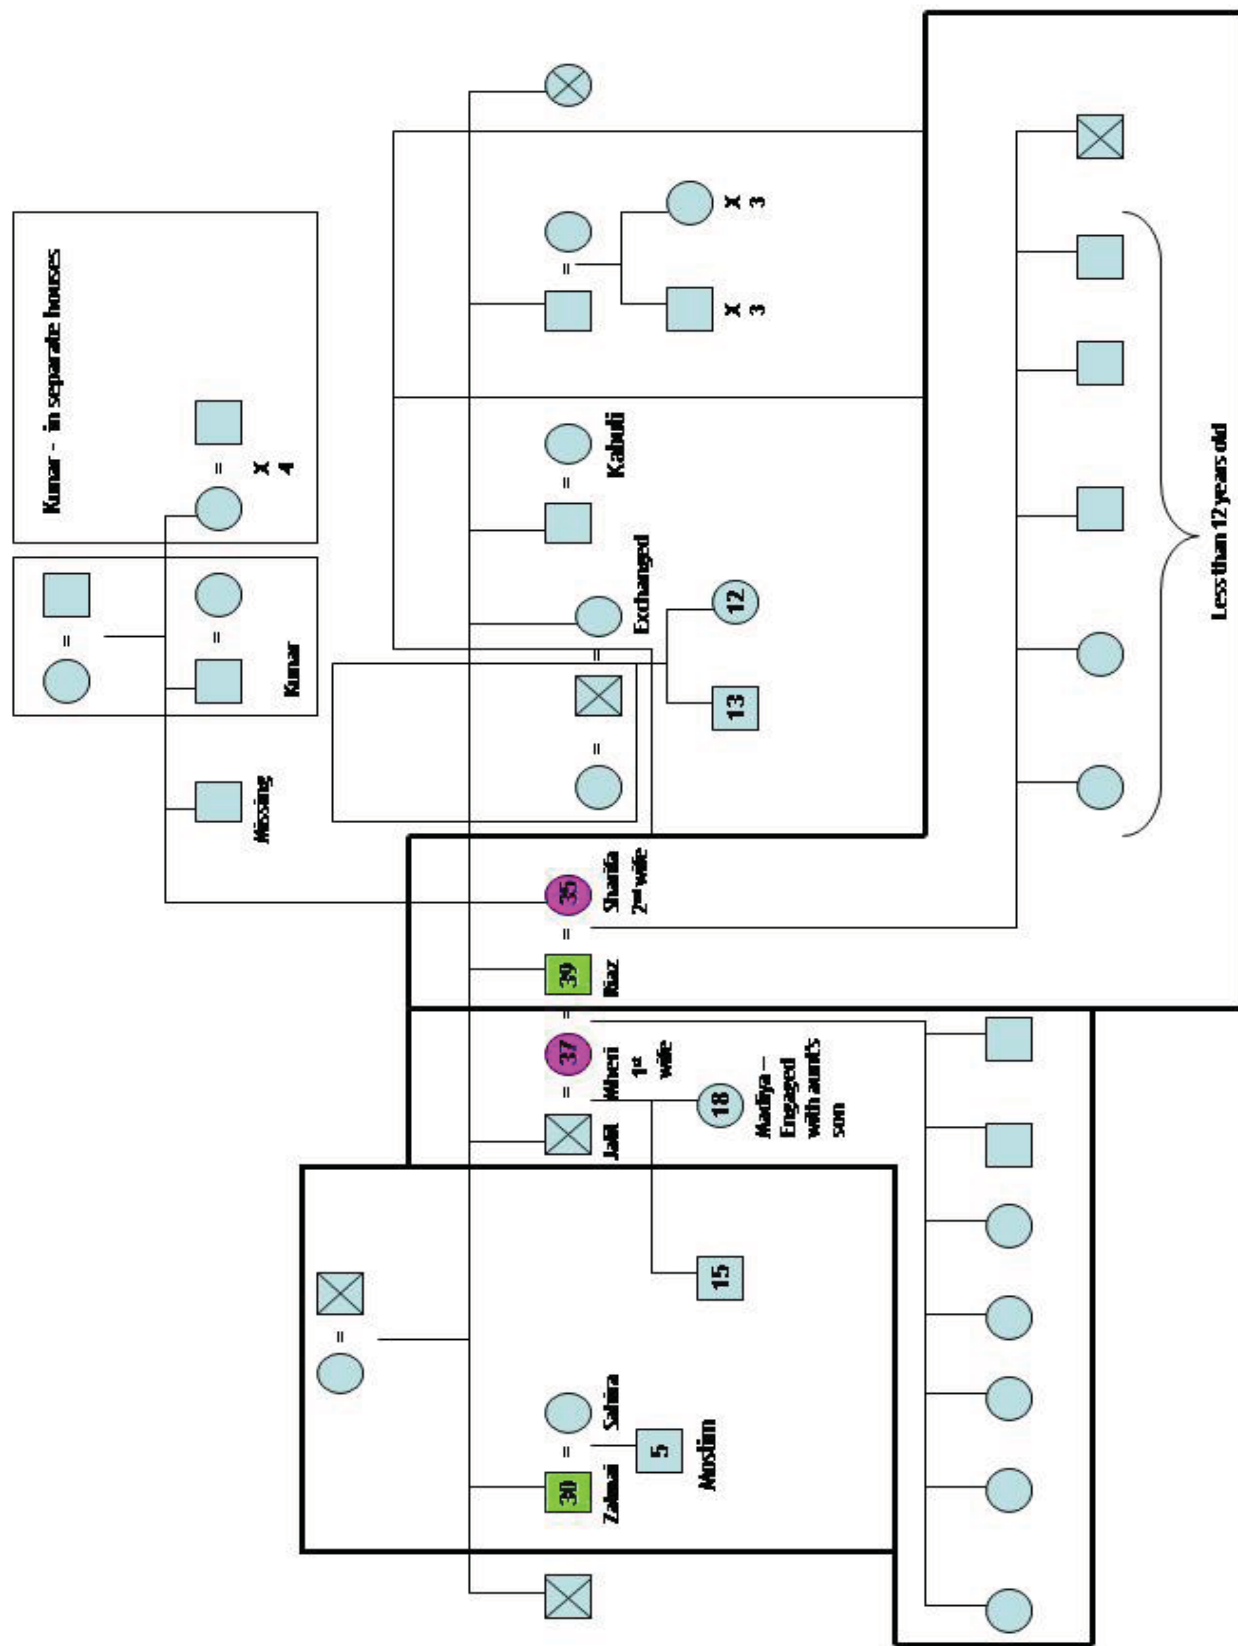 Kunar - in separate houses
X
4
Kunar
Missing
X
3
X
3
Kabuli
Exchanged
12
13
35
Sharifa
2nd wife
39
Riaz
37
Mheri
1st
wife
Jalil
18
Madiya –
Engaged
with aunt's
son
15
30
Zalmai
Sahira
5
Moslim
Less than 12 years old